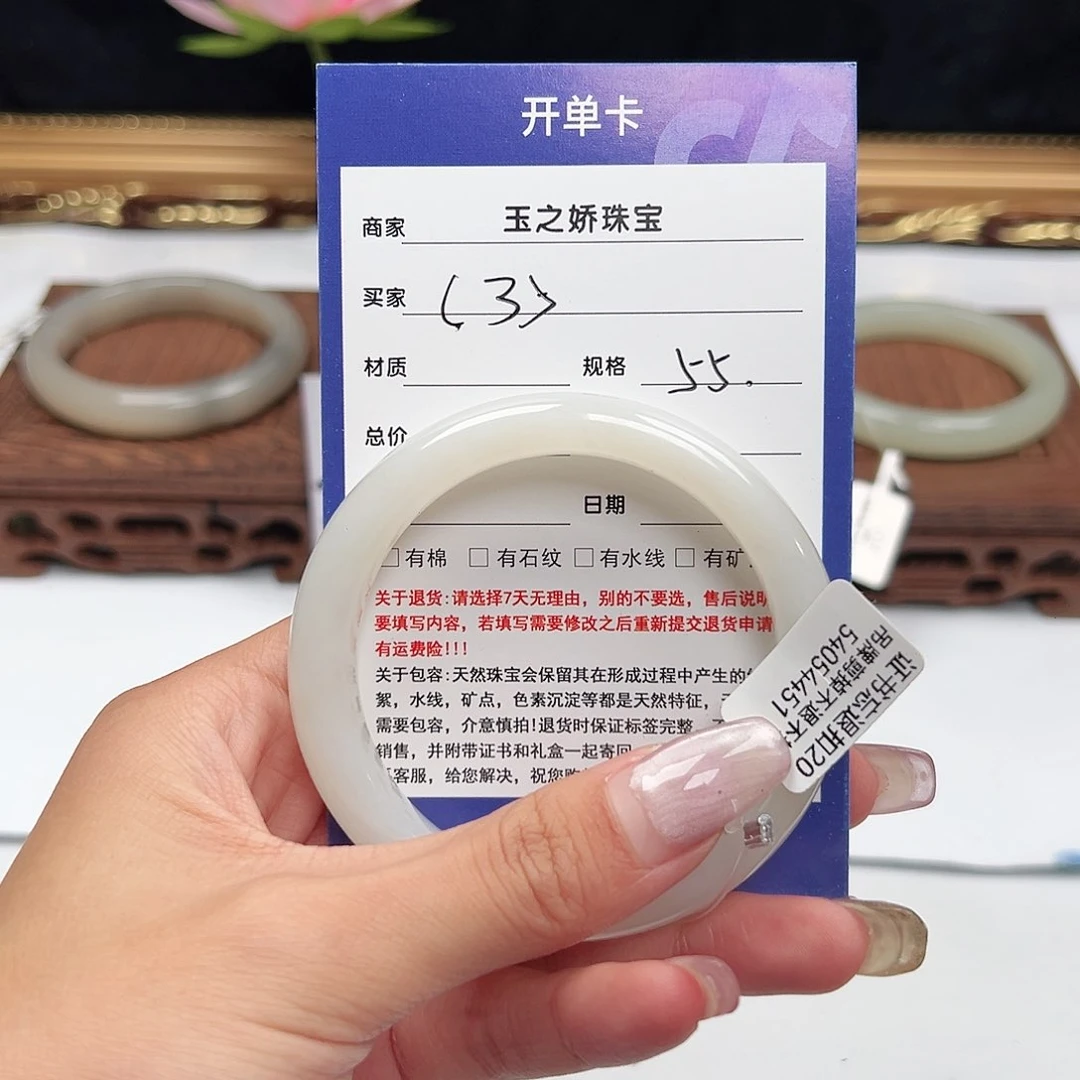 开单卡
商家 玉之娇珠宝
买家 (3)
材质 规格 55.
总价
日期
□有棉 □有石纹 □有水线 □有矿
关于退货:请选择7天无理由，别的不要选，售后说明
要填写内容，若填写需要修改之后重新提交退货申请
有运费险!!!
关于包容:天然珠宝会保留其在形成过程中产生的
絮，水线，矿点，色素沉淀等都是天然特征，
需要包容，介意慎拍!退货时保证标签完整，
销售，并附带证书和礼盒一起寄回
客服，给您解决，祝您
证书忘退扣120
吊牌剪掉不退不
54054451